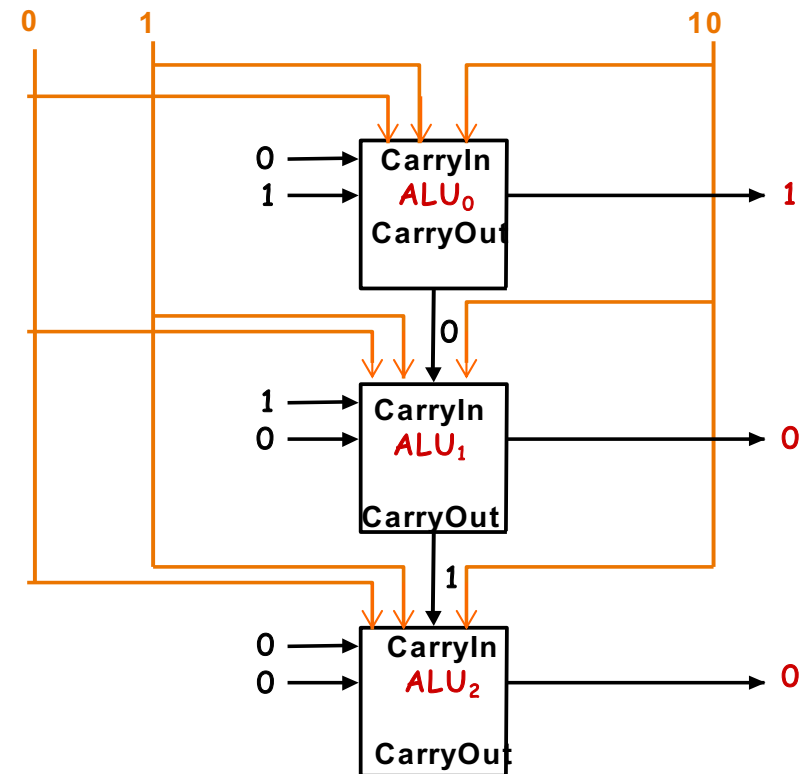 0 1 10
0 CarryIn
1 ALU₀ 1
CarryOut
0
1 CarryIn
0 ALU₁ 0
CarryOut
1
0 CarryIn
0 ALU₂ 0
CarryOut